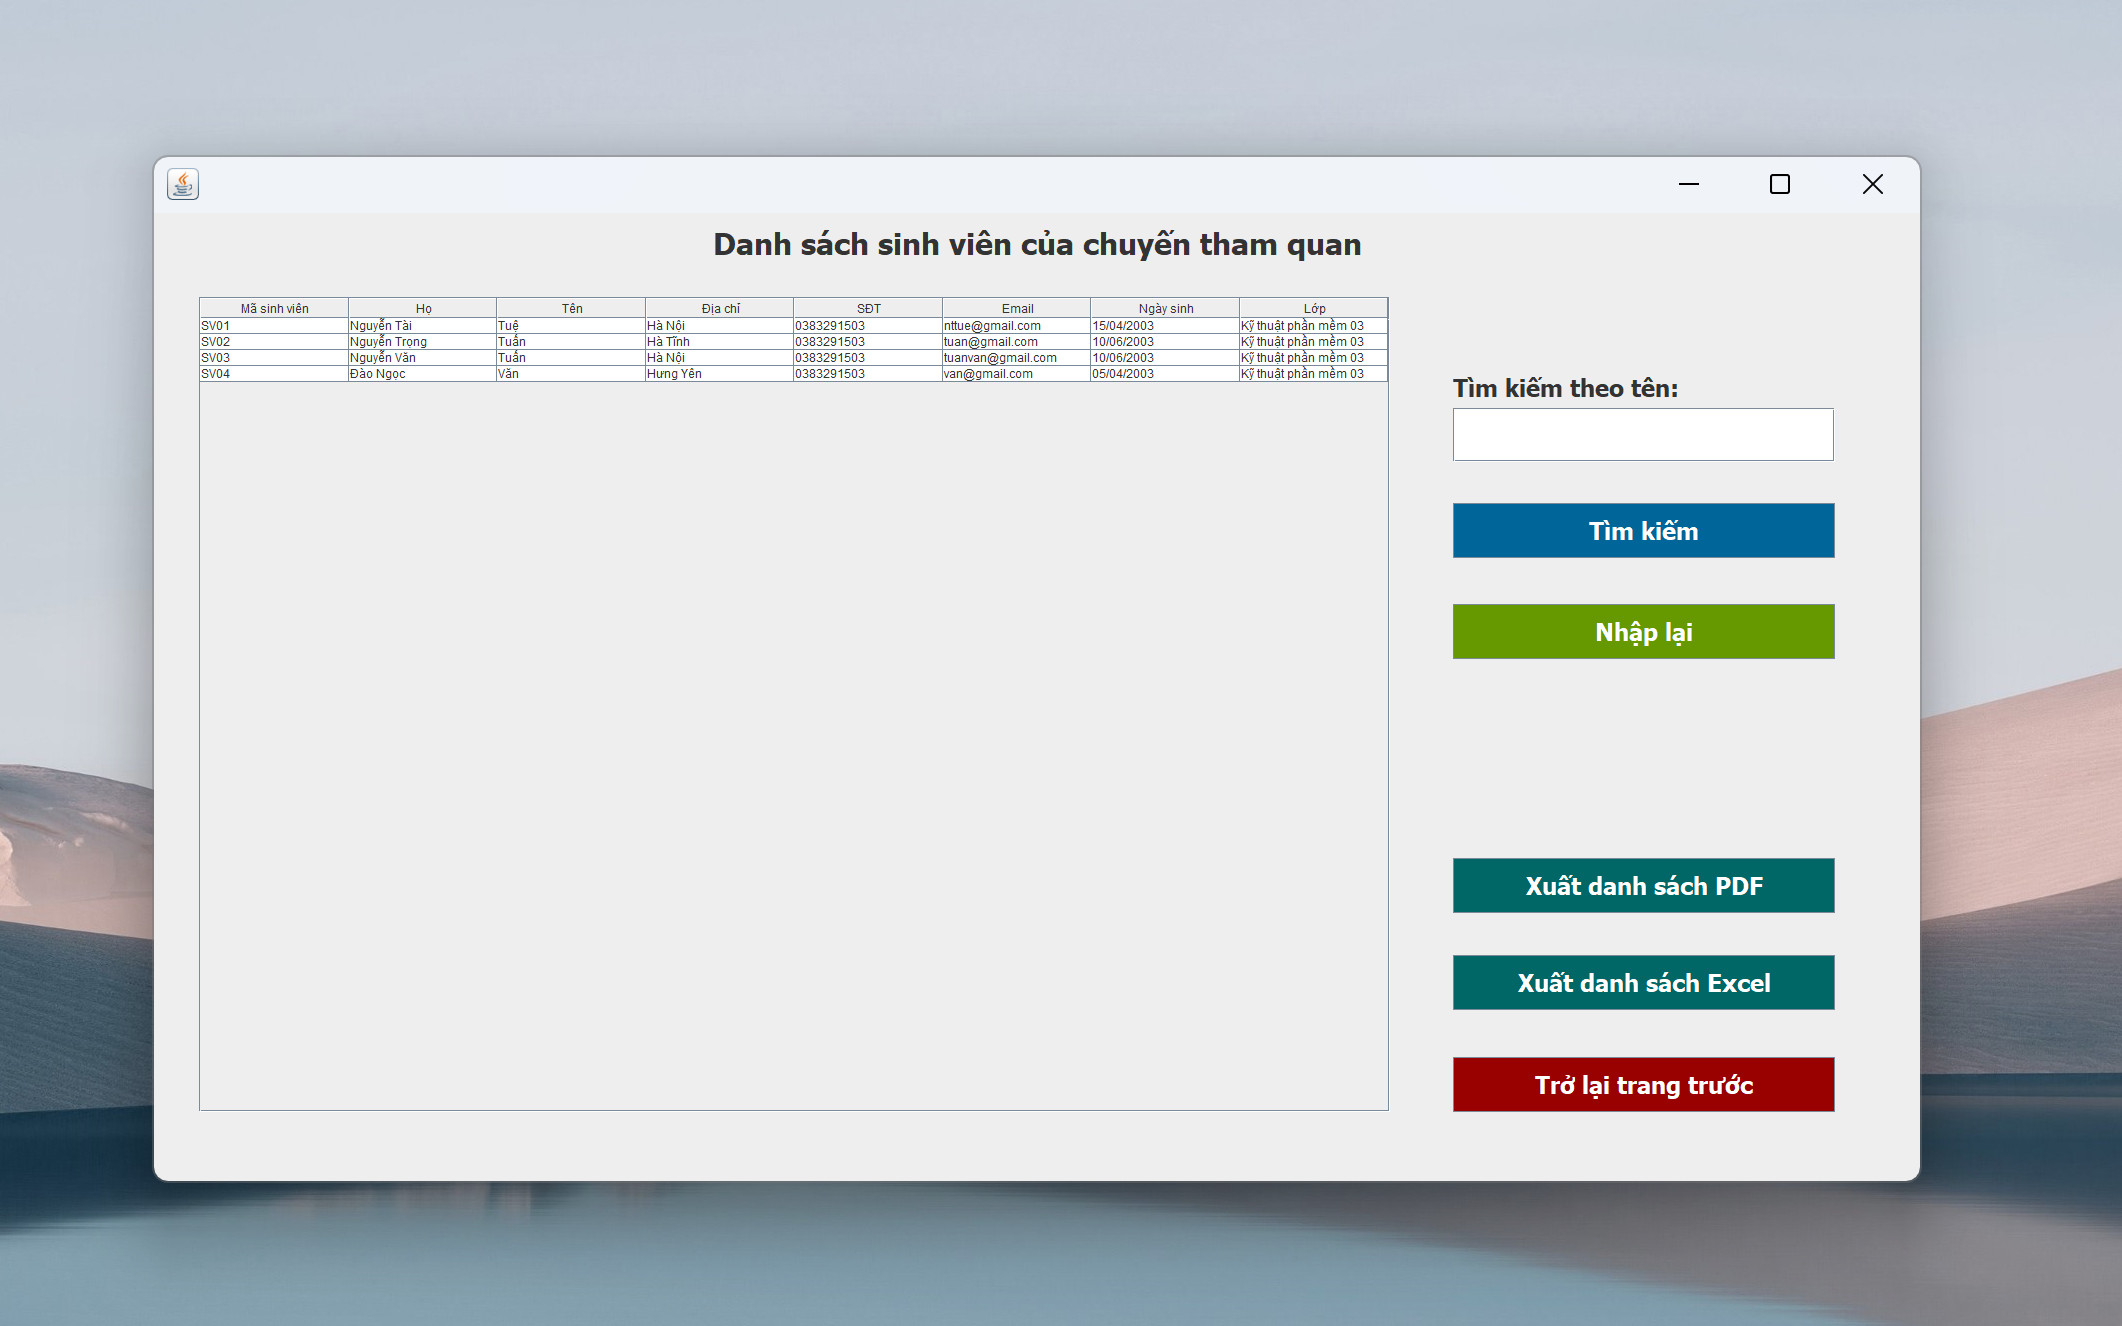 Danh sách sinh viên của chuyến tham quan
Mã sinh viên Họ Tên Địa chỉ SĐT Email Ngày sinh Lớp
SV01 Nguyễn Tài Tuệ Hà Nội 0383291503 nttue@gmail.com 15/04/2003 Kỹ thuật phần mềm 03
SV02 Nguyễn Trọng Tuấn Hà Tĩnh 0383291503 tuan@gmail.com 10/06/2003 Kỹ thuật phần mềm 03
SV03 Nguyễn Văn Tuấn Hà Nội 0383291503 tuanvan@gmail.com 10/06/2003 Kỹ thuật phần mềm 03
SV04 Đào Ngọc Văn Hưng Yên 0383291503 van@gmail.com 05/04/2003 Kỹ thuật phần mềm 03
Tìm kiếm theo tên:
Tìm kiếm
Nhập lại
Xuất danh sách PDF
Xuất danh sách Excel
Trở lại trang trước